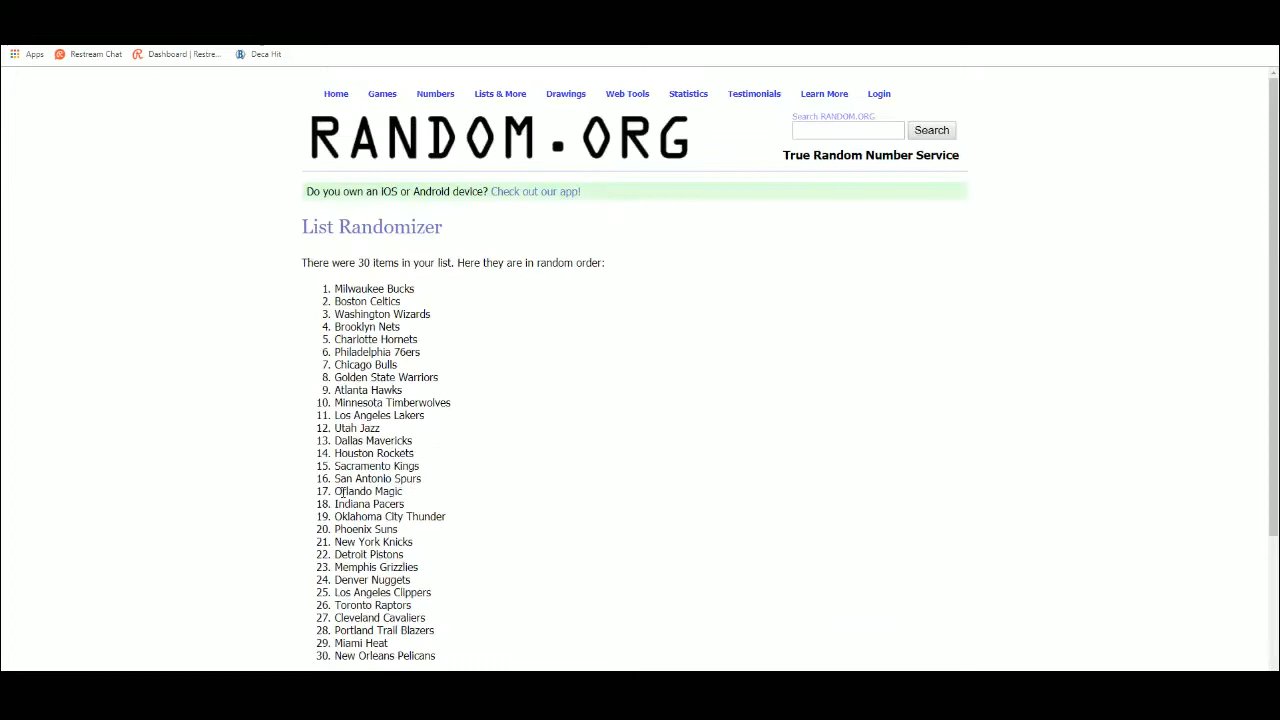 Apps Restream Chat Dashboard | Restre... Deca Hit
Home Games Numbers Lists & More Drawings Web Tools Statistics Testimonials Learn More Login
RANDOM.ORG
Search RANDOM.ORG
Search
True Random Number Service
Do you own an iOS or Android device? Check out our app!
List Randomizer
There were 30 items in your list. Here they are in random order:
1. Milwaukee Bucks
2. Boston Celtics
3. Washington Wizards
4. Brooklyn Nets
5. Charlotte Hornets
6. Philadelphia 76ers
7. Chicago Bulls
8. Golden State Warriors
9. Atlanta Hawks
10. Minnesota Timberwolves
11. Los Angeles Lakers
12. Utah Jazz
13. Dallas Mavericks
14. Houston Rockets
15. Sacramento Kings
16. San Antonio Spurs
17. Orlando Magic
18. Indiana Pacers
19. Oklahoma City Thunder
20. Phoenix Suns
21. New York Knicks
22. Detroit Pistons
23. Memphis Grizzlies
24. Denver Nuggets
25. Los Angeles Clippers
26. Toronto Raptors
27. Cleveland Cavaliers
28. Portland Trail Blazers
29. Miami Heat
30. New Orleans Pelicans